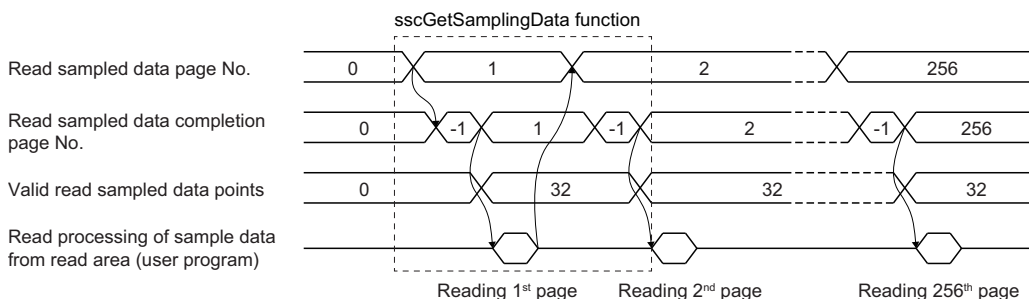 sscGetSamplingData function
Read sampled data page No.
0 1 2 256
Read sampled data completion
page No.
0 -1 1 -1 2 -1 256
Valid read sampled data points
0 32 32 32
Read processing of sample data
from read area (user program)
Reading 1st page Reading 2nd page Reading 256th page